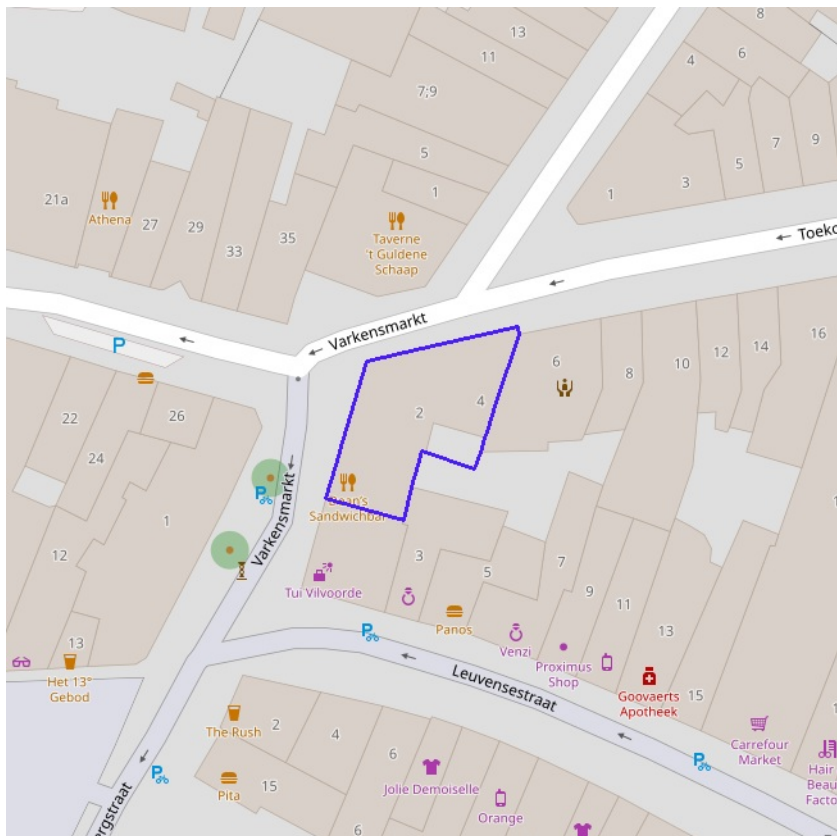 8
13
6
11
4
7;9
9
7
5
5
3
1
1
21a
Athena
27
29
33
35
Taverne
't Guldene
Schaap
Toeko
Varkensmarkt
P
16
14
12
10
8
6
4
2
22
26
24
P
Bean's
Sandwichbar
Varkensmarkt
1
12
3
5
7
9
11
13
15
Tui Vilvoorde
Panos
Venzi
Proximus
Shop
P
Goovaerts
Apotheek
13
Het 13°
Gebod
Leuvensestraat
The Rush
2
4
6
15
Pita
P
Jolie Demoiselle
Orange
6
P
Carrefour
Market
Hair
Beau
Facto
ergstraat